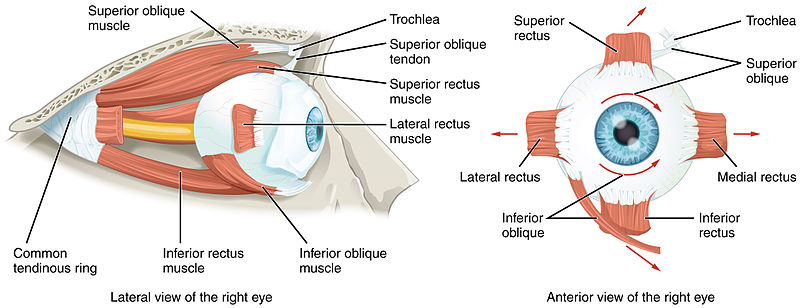 Superior oblique
muscle
Trochlea
Superior oblique
tendon
Superior rectus
muscle
Lateral rectus
muscle
Common
tendinous ring
Inferior rectus
muscle
Inferior oblique
muscle
Lateral view of the right eye
Superior
rectus
Trochlea
Superior
oblique
Lateral rectus
Medial rectus
Inferior
oblique
Inferior
rectus
Anterior view of the right eye